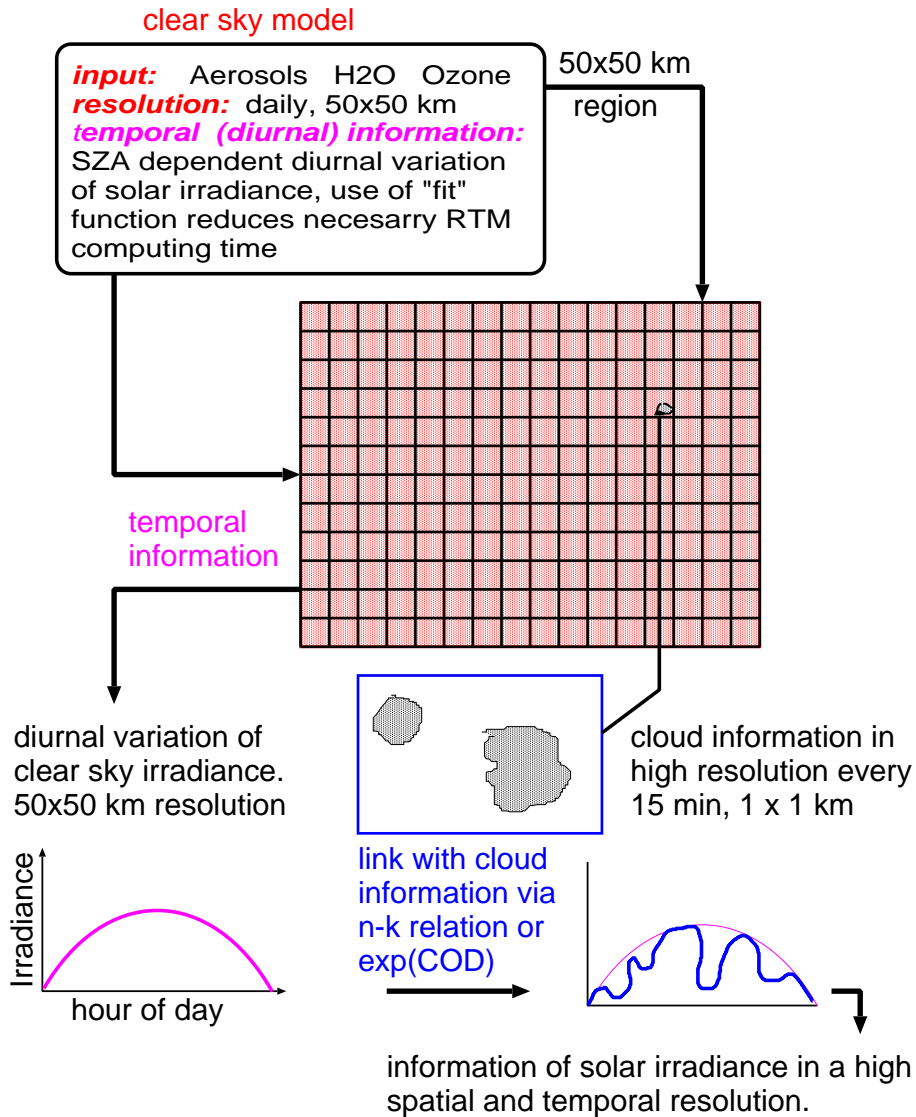 clear sky model
input: Aerosols H2O Ozone
resolution: daily, 50x50 km
temporal (diurnal) information:
SZA dependent diurnal variation
of solar irradiance, use of "fit"
function reduces necesarry RTM
computing time
50x50 km
region
temporal
information
diurnal variation of
clear sky irradiance.
50x50 km resolution
cloud information in
high resolution every
15 min, 1 x 1 km
link with cloud
information via
n-k relation or
exp(COD)
Irradiance
hour of day
information of solar irradiance in a high
spatial and temporal resolution.